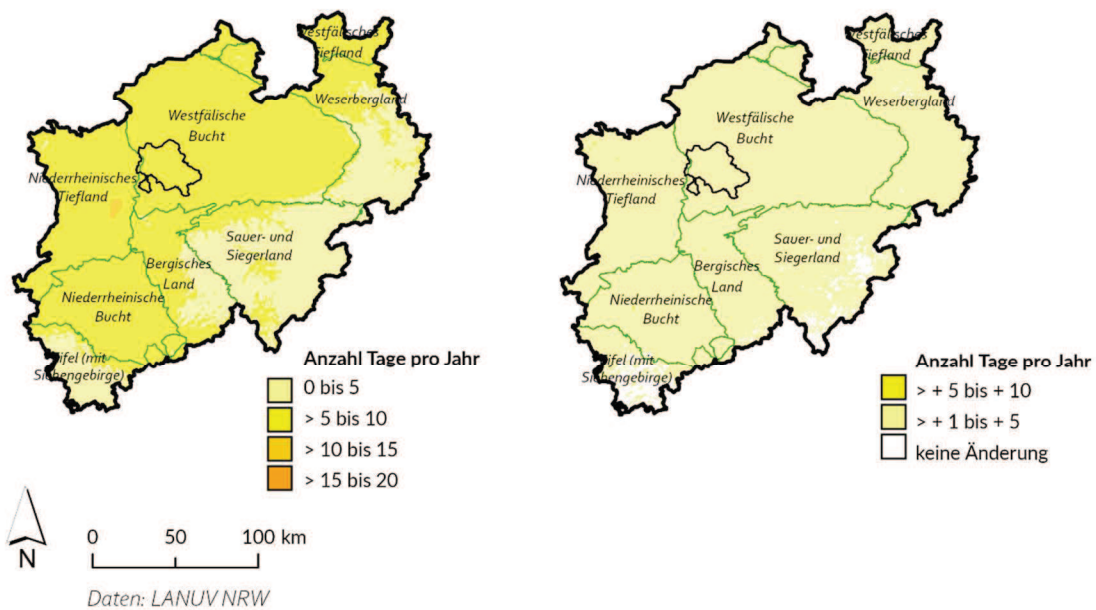 Westfälisches
Tiefland
Weserbergland
Westfälische
Bucht
Niederrheinisches
Tiefland
Sauer- und
Siegerland
Bergisches
Land
Niederrheinische
Bucht
Eifel (mit
Siebengebirge)
Anzahl Tage pro Jahr
0 bis 5
> 5 bis 10
> 10 bis 15
> 15 bis 20
N
0 50 100 km
Daten: LANUV NRW
Westfälisches
Tiefland
Weserbergland
Westfälische
Bucht
Niederrheinisches
Tiefland
Sauer- und
Siegerland
Bergisches
Land
Niederrheinische
Bucht
Eifel (mit
Siebengebirge)
Anzahl Tage pro Jahr
> + 5 bis + 10
> + 1 bis + 5
keine Änderung